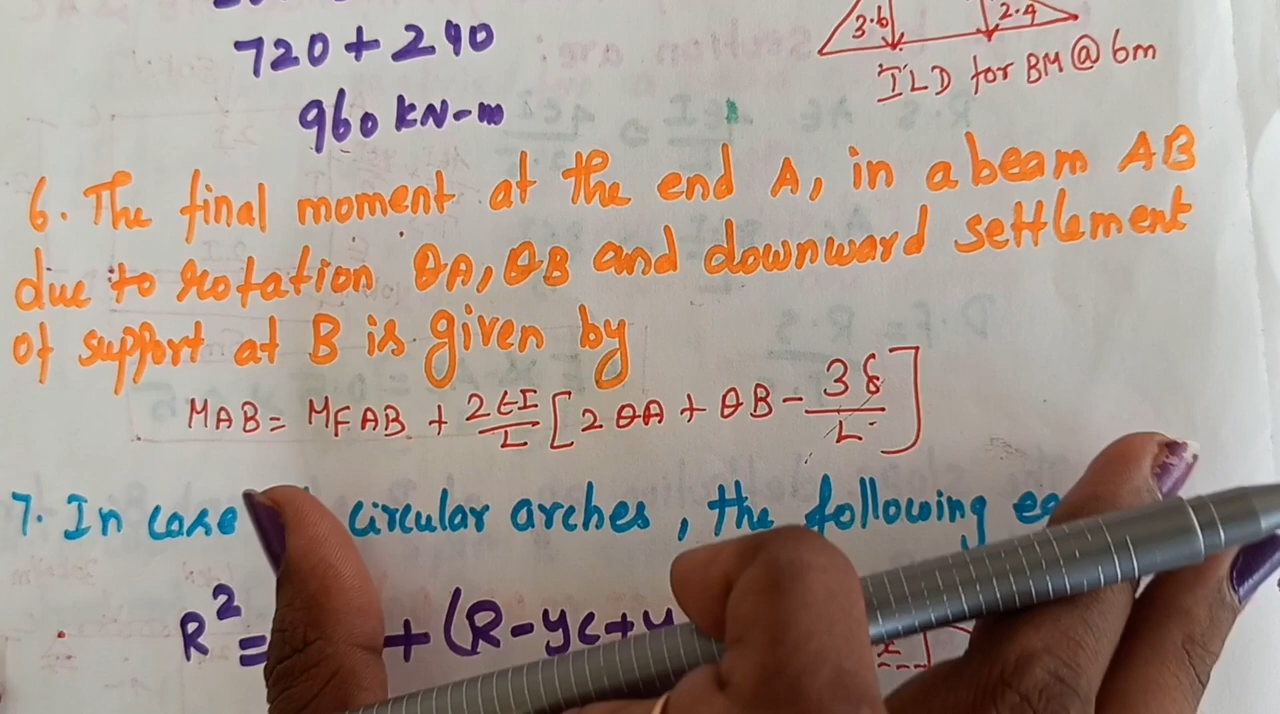 720 + 240
3.6
2.4
960 KN-m
ILD for BM @ 6m
6. The final moment at the end A, in a beam AB
due to rotation θA, θB and downward settlement
of support at B is given by
MAB = MFAB + 2EI/L [2θA + θB - 3δ/L]
7. In case circular arches, the following
R² = + (R-yc+y
x